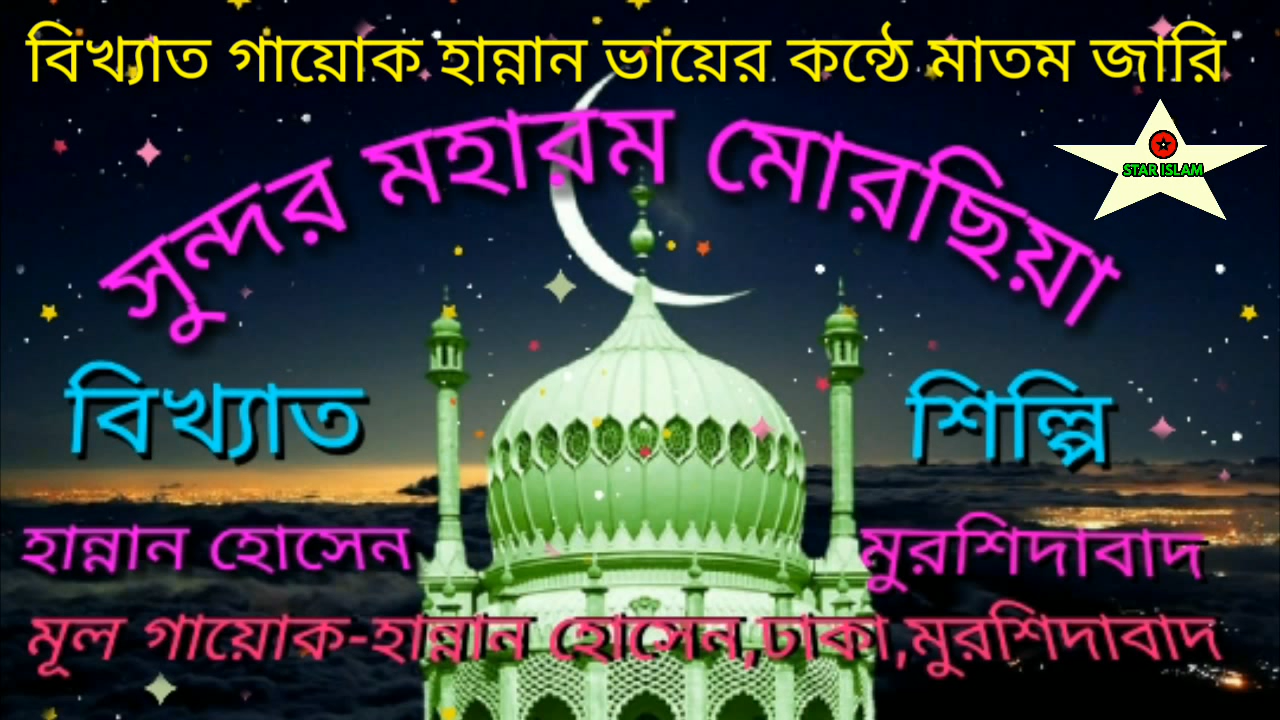 বিখ্যাত গায়োক হান্নান ভায়ের কন্ঠে মাতম জারি
STAR ISLAM
সুন্দর মহারম মোরছিয়া
বিখ্যাত শিল্পি
হান্নান হোসেন মুরশিদাবাদ
মূল গায়োক-হান্নান হোসেন,ঢাকা,মুরশিদাবাদ